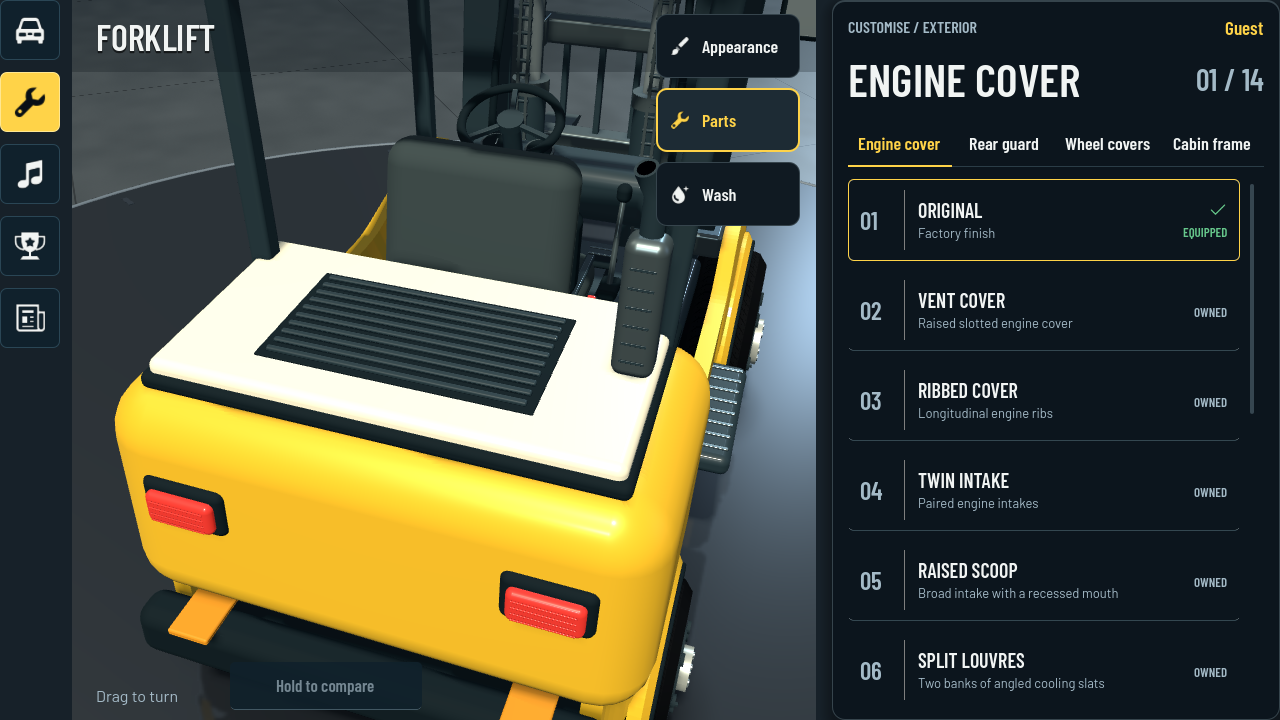 FORKLIFT
Appearance
Parts
Wash
Drag to turn
Hold to compare
CUSTOMISE / EXTERIOR
Guest
ENGINE COVER
01 / 14
Engine cover
Rear guard
Wheel covers
Cabin frame
01
ORIGINAL
Factory finish
EQUIPPED
02
VENT COVER
Raised slotted engine cover
OWNED
03
RIBBED COVER
Longitudinal engine ribs
OWNED
04
TWIN INTAKE
Paired engine intakes
OWNED
05
RAISED SCOOP
Broad intake with a recessed mouth
OWNED
06
SPLIT LOUVRES
Two banks of angled cooling slats
OWNED